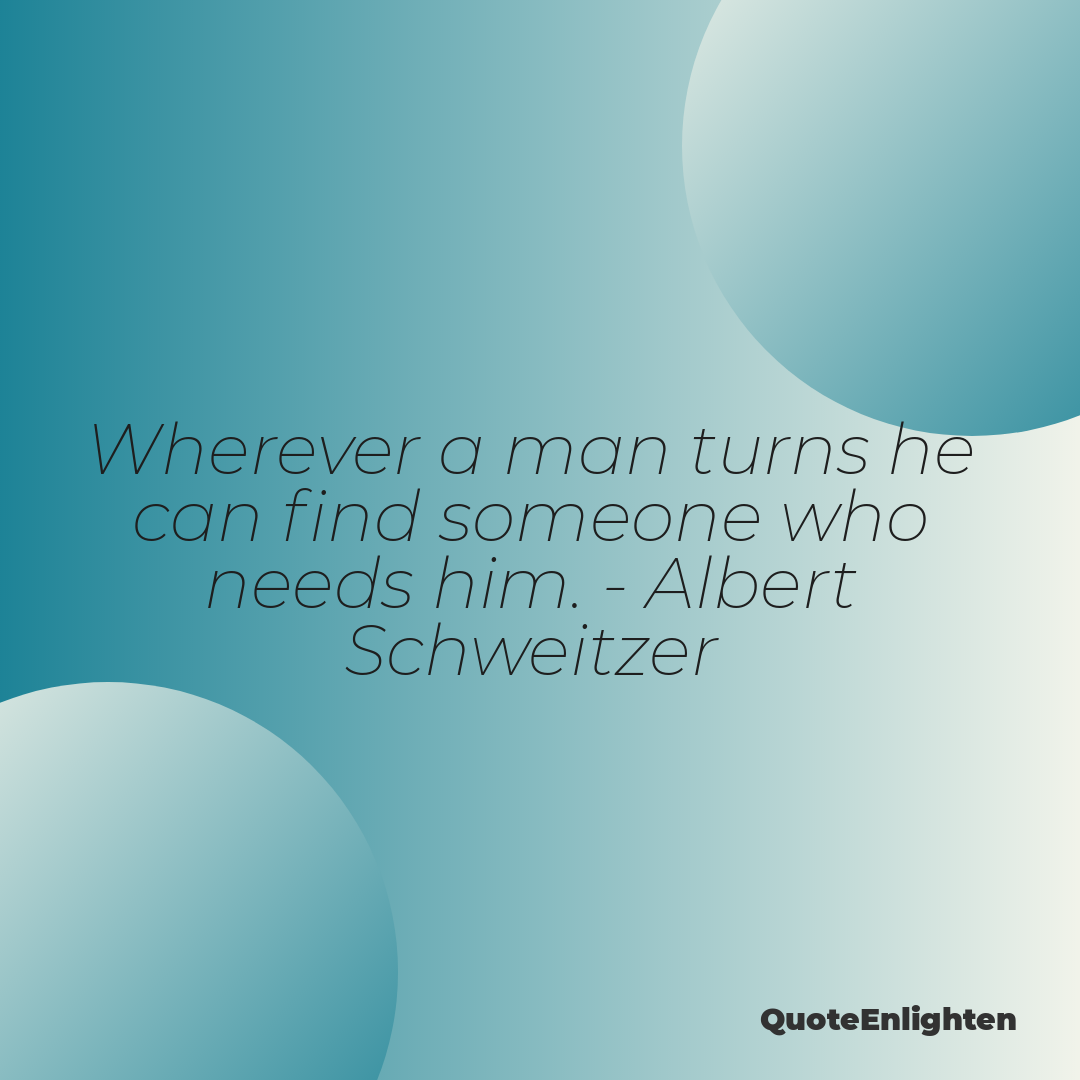 Wherever a man turns he
can find someone who
needs him. - Albert
Schweitzer
QuoteEnlighten